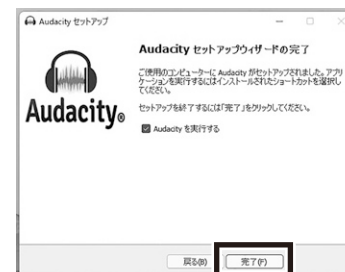 Audacity セットアップ
Audacity セットアップウィザードの完了
ご使用のコンピューターに Audacity がセットアップされました。アプリ
ケーションを実行するにはインストールされたショートカットを選択し
てください。
セットアップを終了するには「完了」をクリックしてください。
Audacity を実行する
Audacity®
戻る(B)
完了(F)